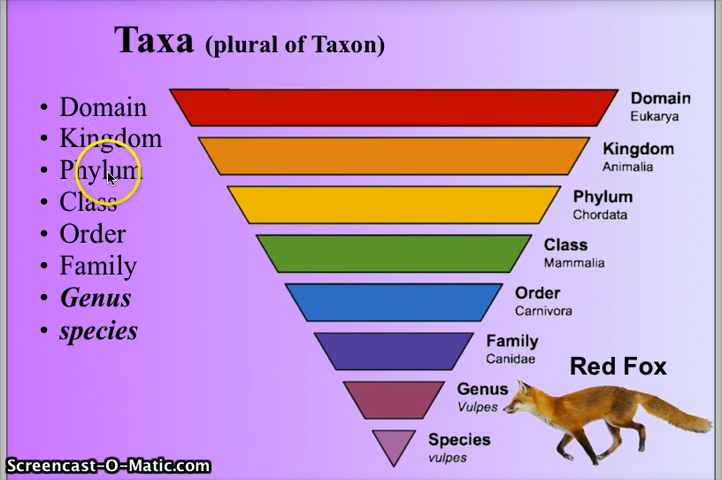 Taxa (plural of Taxon)
• Domain
• Kingdom
• Phylum
• Class
• Order
• Family
• Genus
• species
Domain
Eukarya
Kingdom
Animalia
Phylum
Chordata
Class
Mammalia
Order
Carnivora
Family
Canidae
Genus
Vulpes
Species
vulpes
Red Fox
Screencast-O-Matic.com